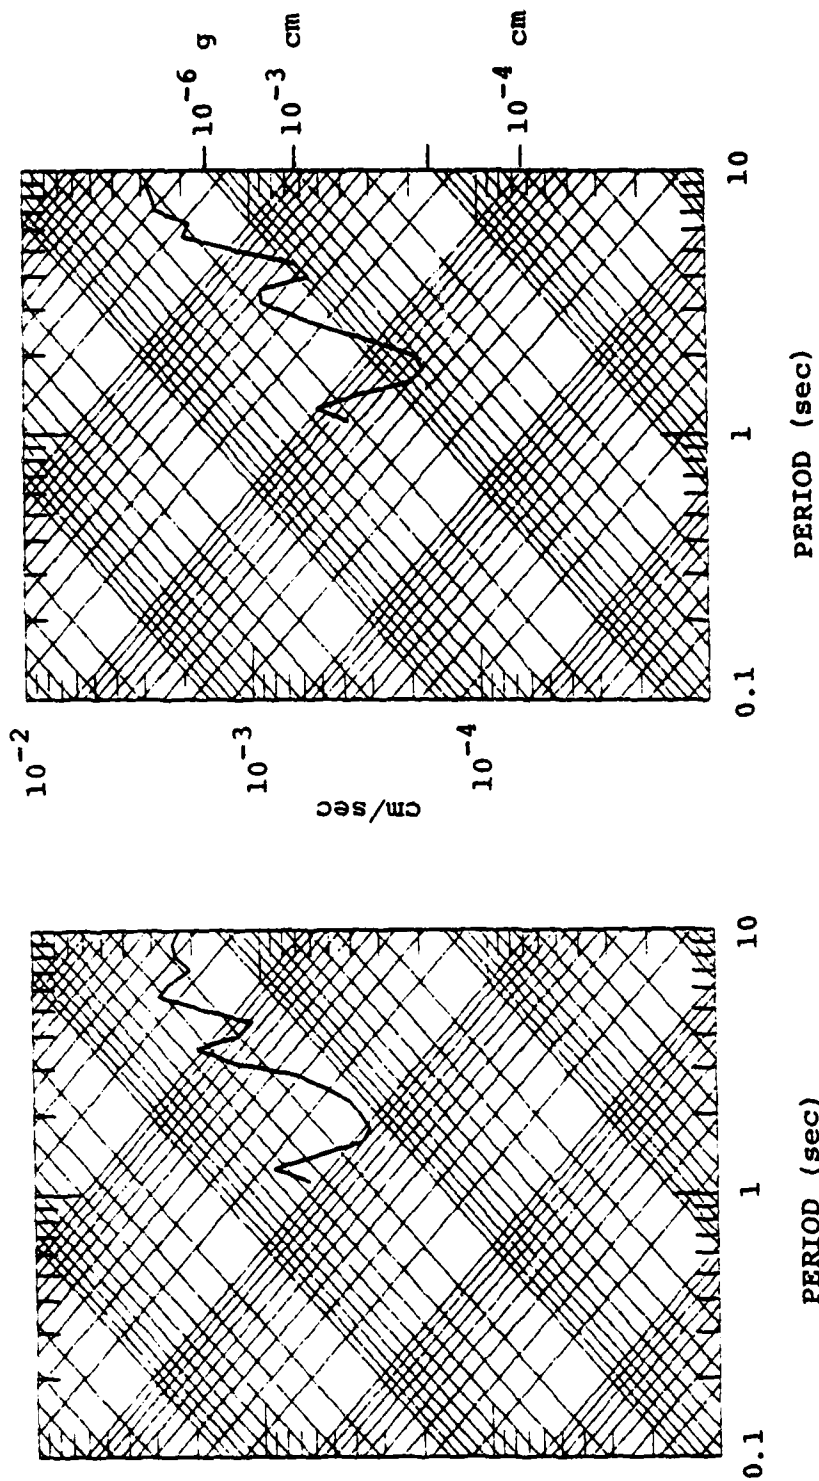 10⁻² 
10⁻³ 
10⁻⁴
cm/sec
10⁻⁶ g
10⁻³ cm
10⁻⁴ cm
0.1
1
10
PERIOD (sec)
0.1
1
10
PERIOD (sec)